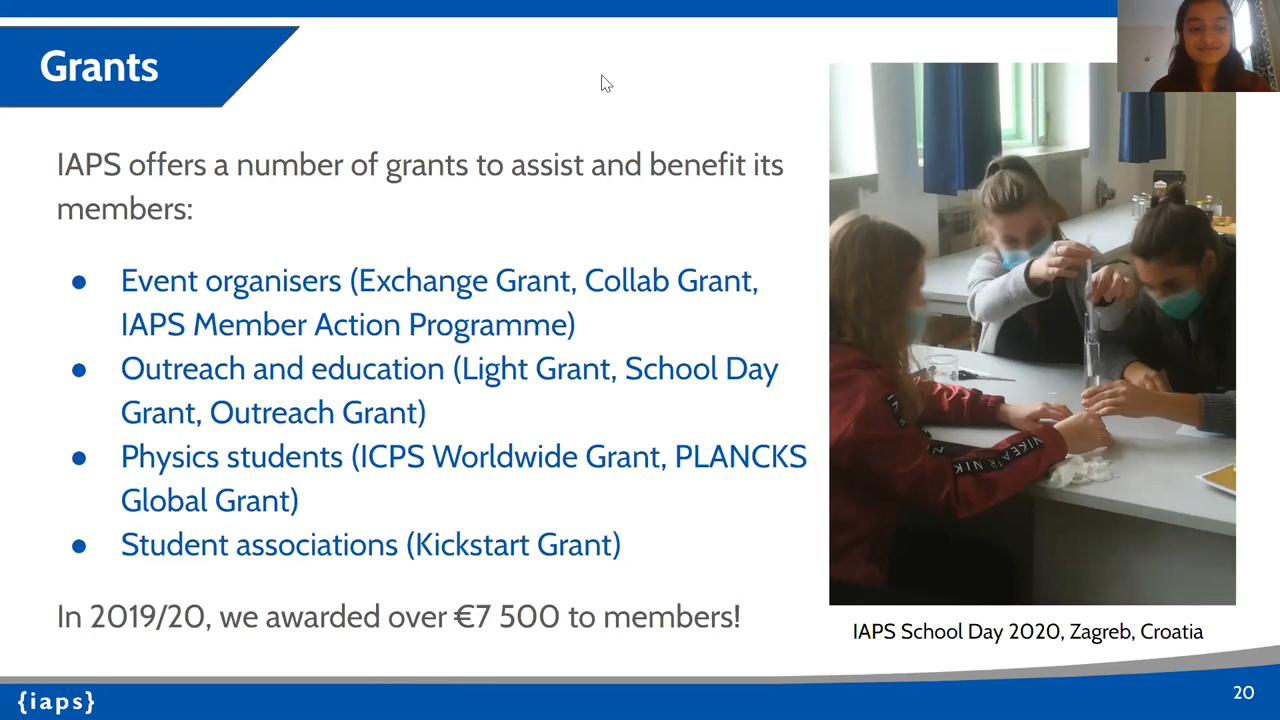 Grants
IAPS offers a number of grants to assist and benefit its
members:
● Event organisers (Exchange Grant, Collab Grant,
IAPS Member Action Programme)
● Outreach and education (Light Grant, School Day
Grant, Outreach Grant)
● Physics students (ICPS Worldwide Grant, PLANCKS
Global Grant)
● Student associations (Kickstart Grant)
In 2019/20, we awarded over €7 500 to members!
IAPS School Day 2020, Zagreb, Croatia
{iaps}
20